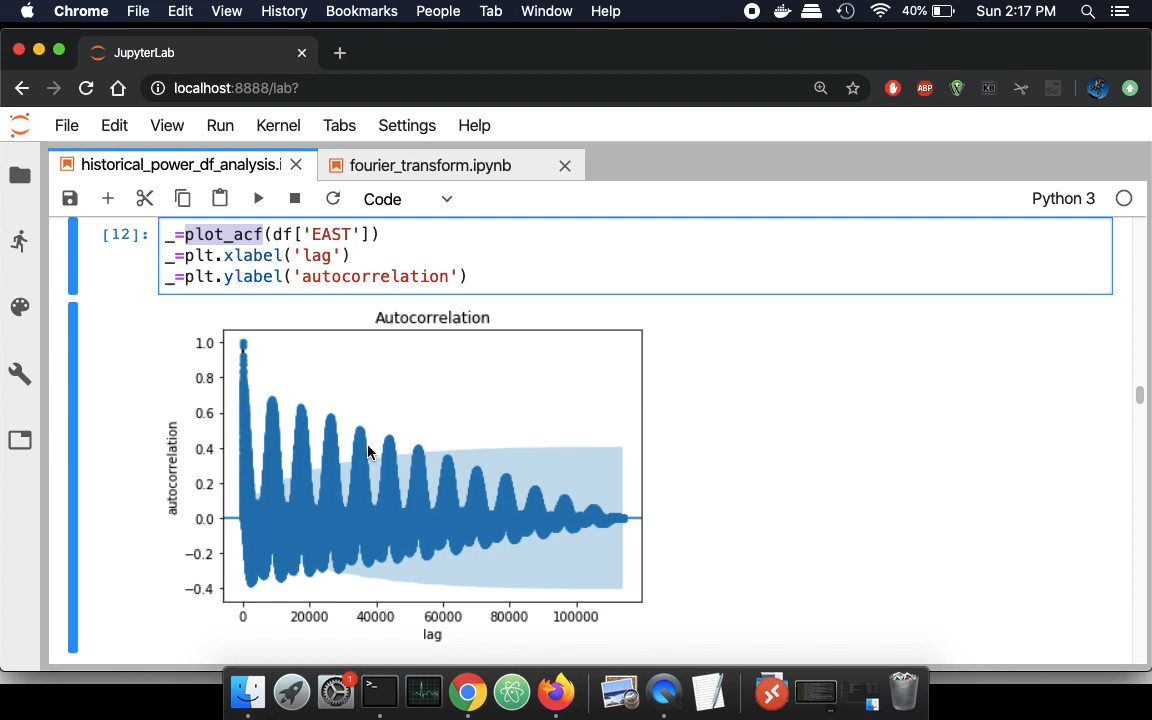 Chrome File Edit View History Bookmarks People Tab Window Help 40% Sun 2:17 PM
JupyterLab
localhost:8888/lab?
ABP KB
File Edit View Run Kernel Tabs Settings Help
historical_power_df_analysis.i fourier_transform.ipynb
Code Python 3
[12]: _=plot_acf(df['EAST'])
_=plt.xlabel('lag')
_=plt.ylabel('autocorrelation')
Autocorrelation
1.0
0.8
0.6
0.4
0.2
0.0
−0.2
−0.4
autocorrelation
0 20000 40000 60000 80000 100000
lag
1
>_